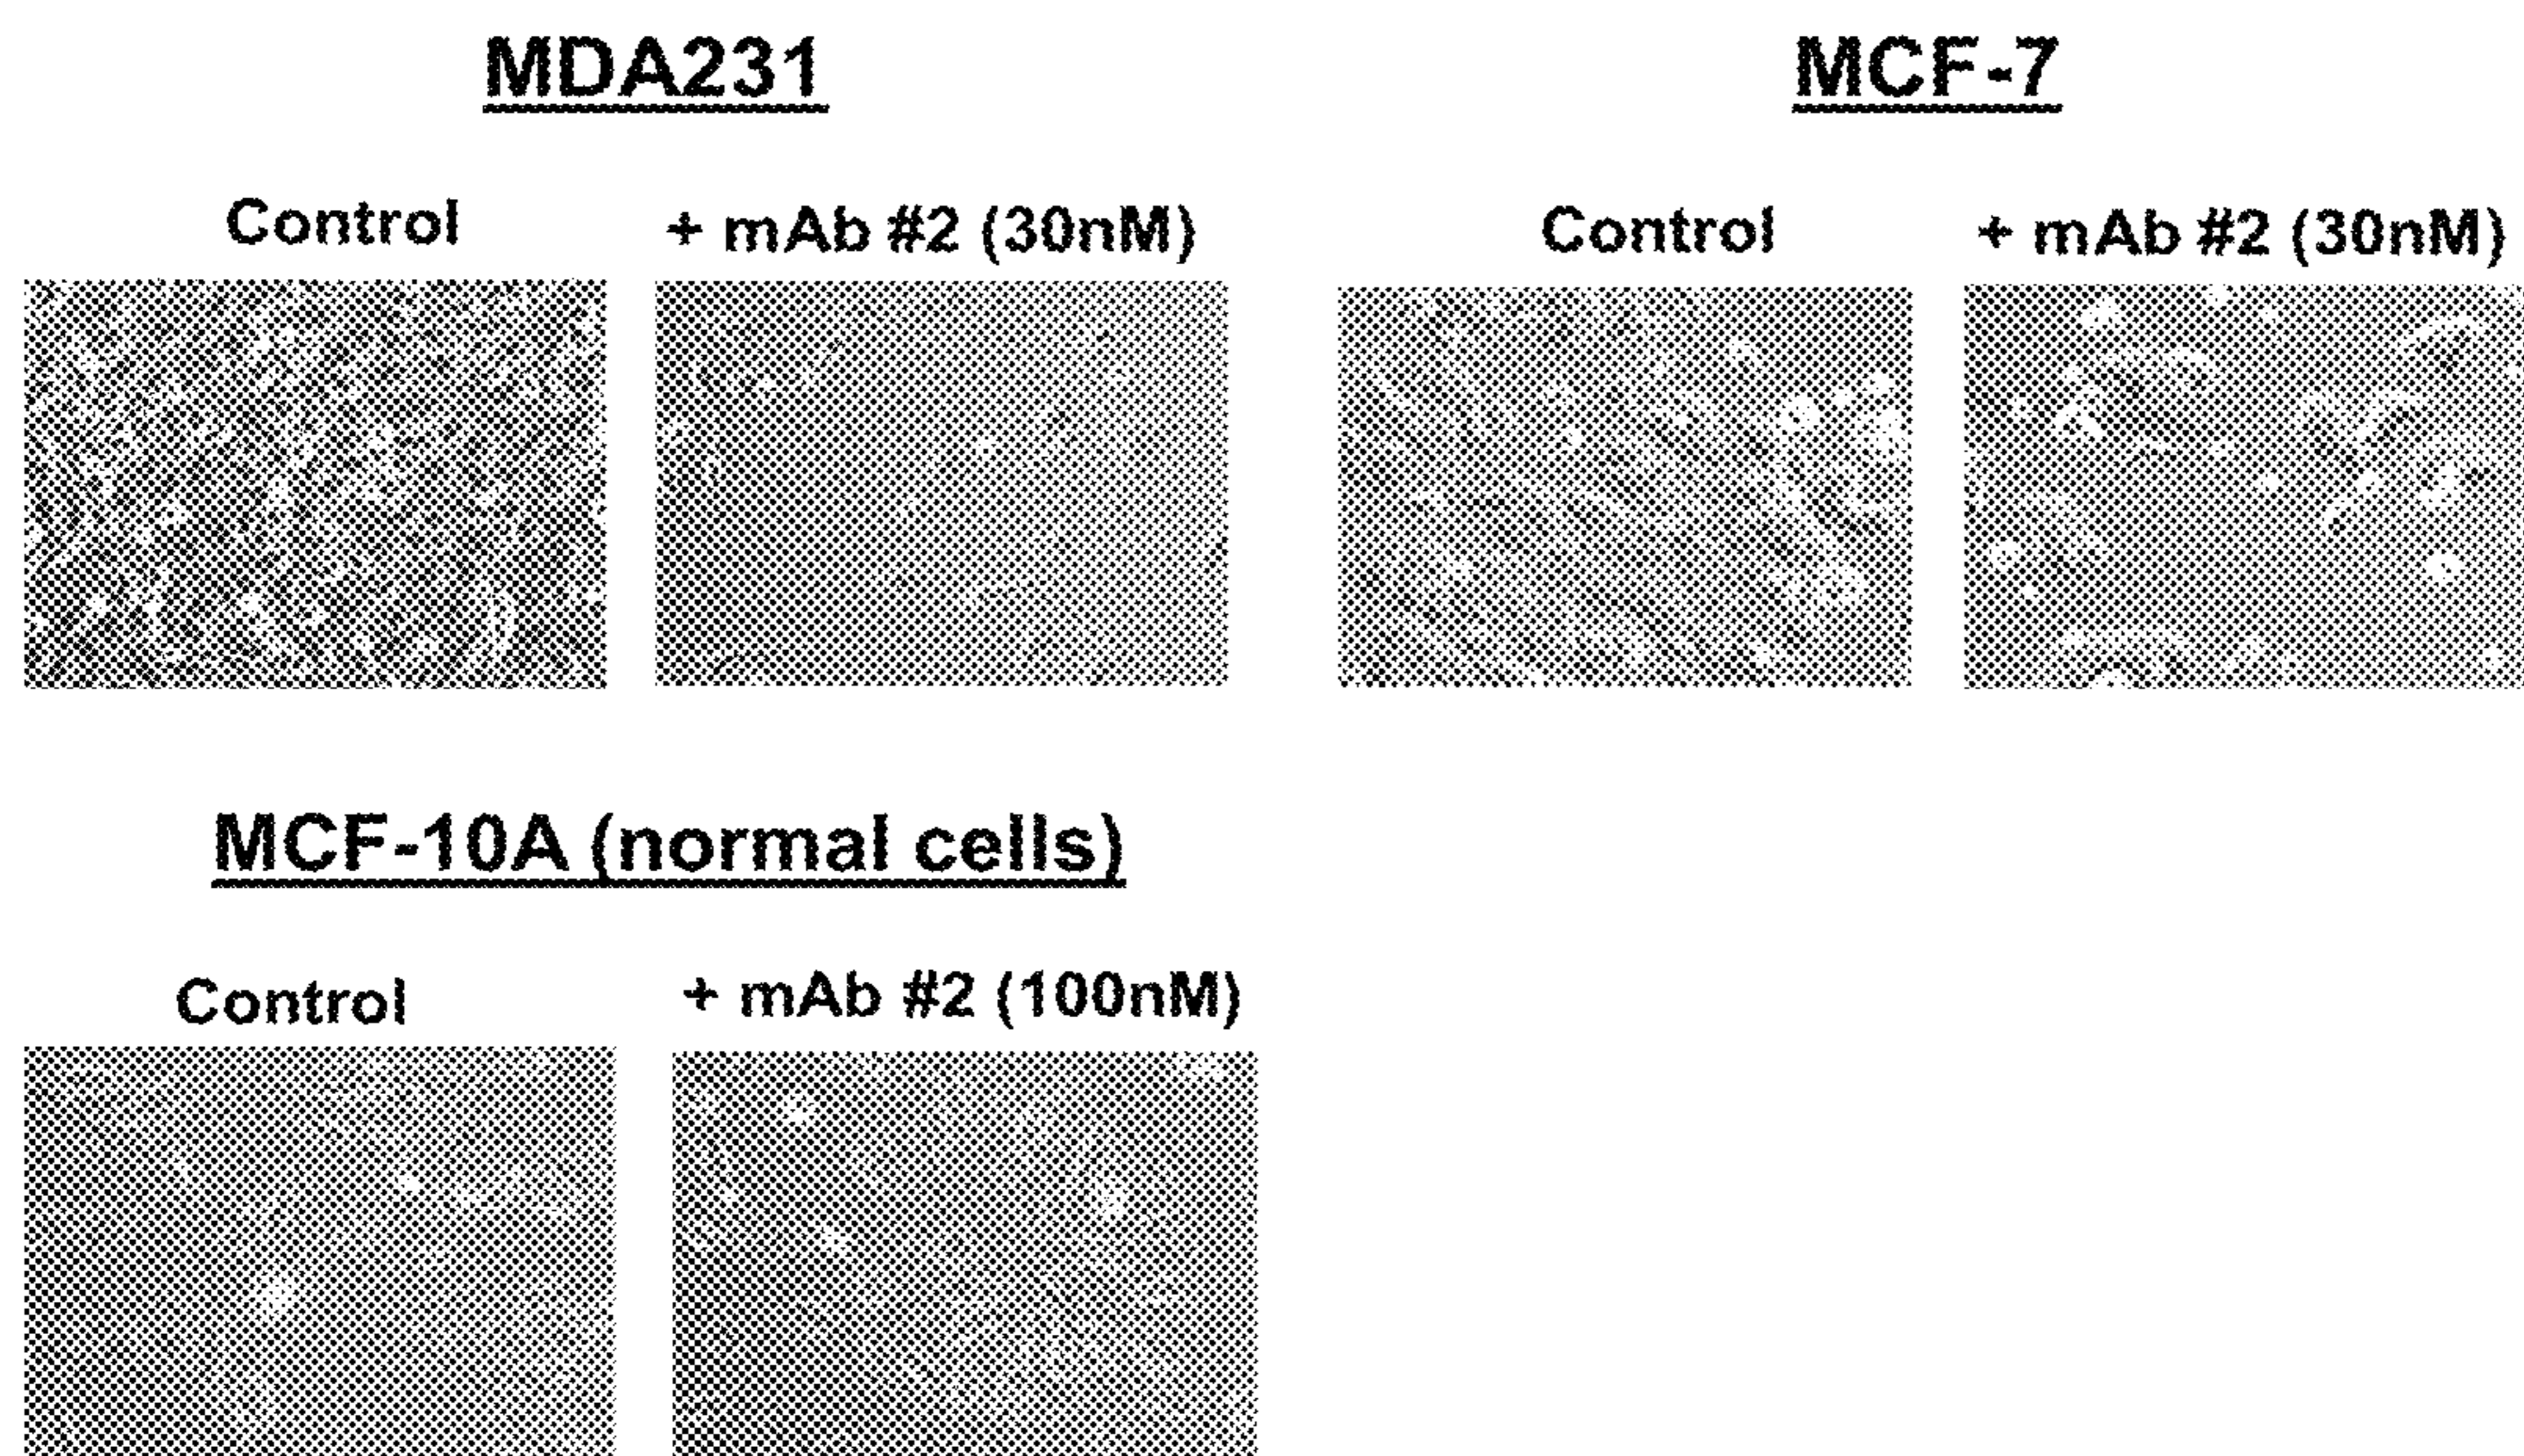 MDA231
MCF-7
Control
+ mAb #2 (30nM)
Control
+ mAb #2 (30nM)
MCF-10A (normal cells)
Control
+ mAb #2 (100nM)